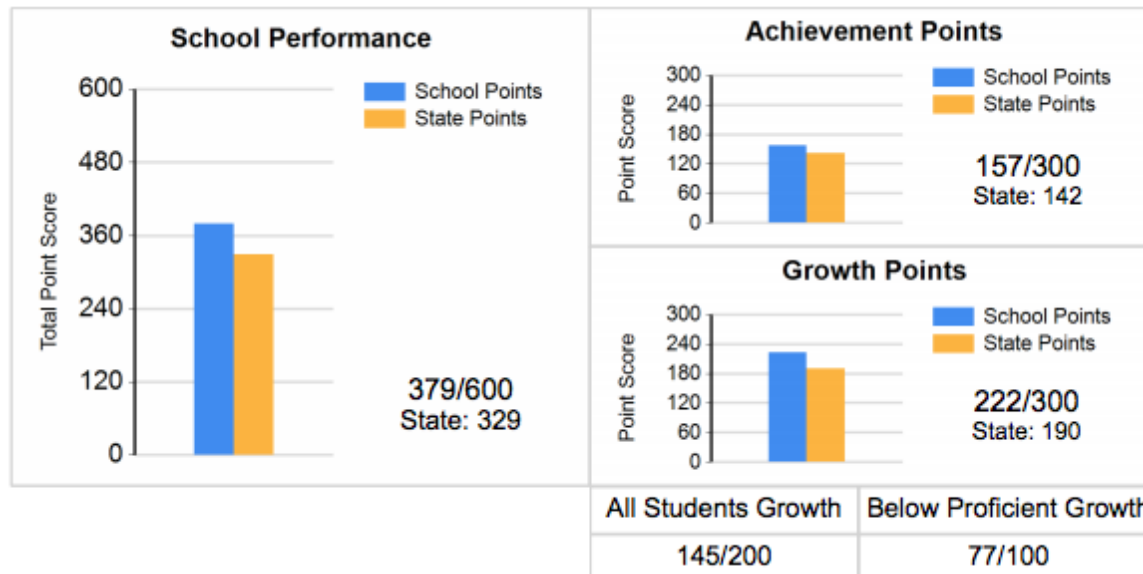 School Performance
600
480
360
240
120
0
Total Point Score
School Points
State Points
379/600
State: 329
Achievement Points
300
240
180
120
60
0
Point Score
School Points
State Points
157/300
State: 142
Growth Points
300
240
180
120
60
0
Point Score
School Points
State Points
222/300
State: 190
All Students Growth
Below Proficient Growth
145/200
77/100